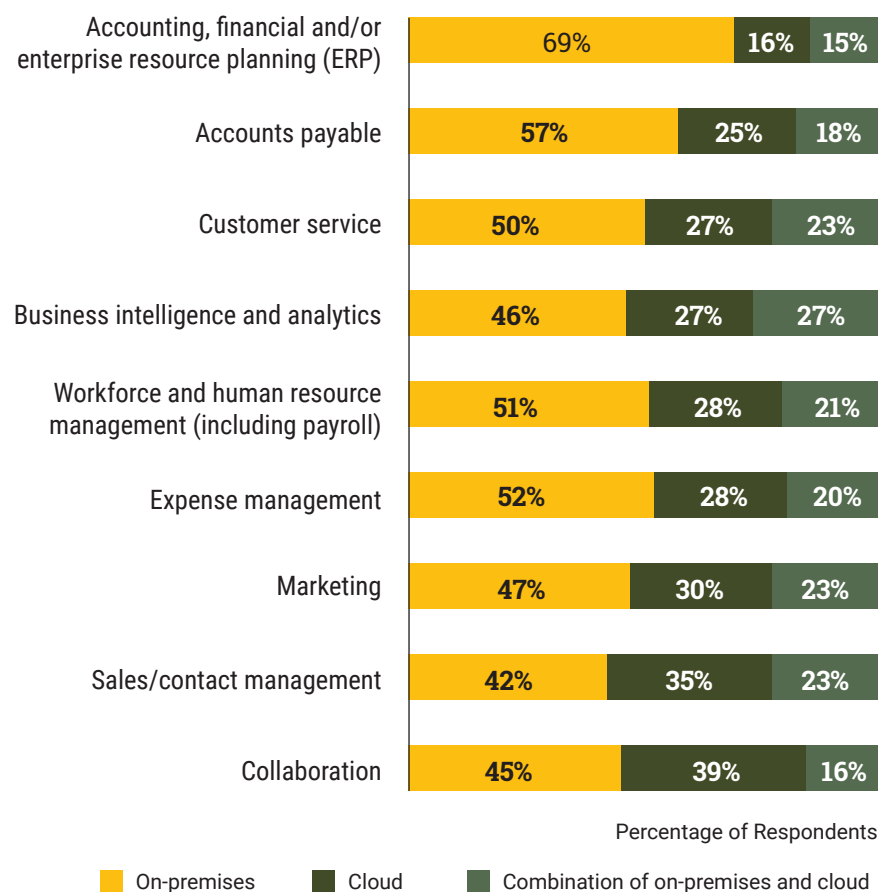 Accounting, financial and/or
enterprise resource planning (ERP)
69% 16% 15%
Accounts payable
57% 25% 18%
Customer service
50% 27% 23%
Business intelligence and analytics
46% 27% 27%
Workforce and human resource
management (including payroll)
51% 28% 21%
Expense management
52% 28% 20%
Marketing
47% 30% 23%
Sales/contact management
42% 35% 23%
Collaboration
45% 39% 16%
Percentage of Respondents
On-premises Cloud Combination of on-premises and cloud